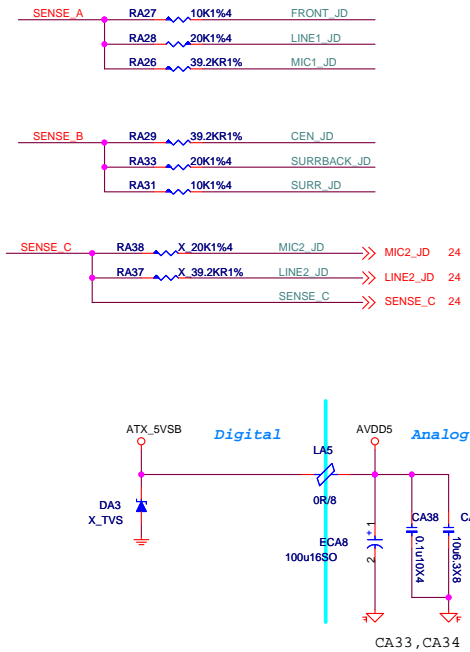 SENSE_A RA27 10K1%4 FRONT_JD
RA28 20K1%4 LINE1_JD
RA26 39.2KR1% MIC1_JD
SENSE_B RA29 39.2KR1% CEN_JD
RA33 20K1%4 SURRBACK_JD
RA31 10K1%4 SURR_JD
SENSE_C RA38 X_20K1%4 MIC2_JD MIC2_JD 24
RA37 X_39.2KR1% LINE2_JD LINE2_JD 24
SENSE_C SENSE_C 24
ATX_5VSB Digital AVDD5 Analog
LA5
0R/8
DA3
X_TVS
ECA8
100u16SO
1
+
2
CA38
0.1u10X4
10u6.3X8
CA33,CA34